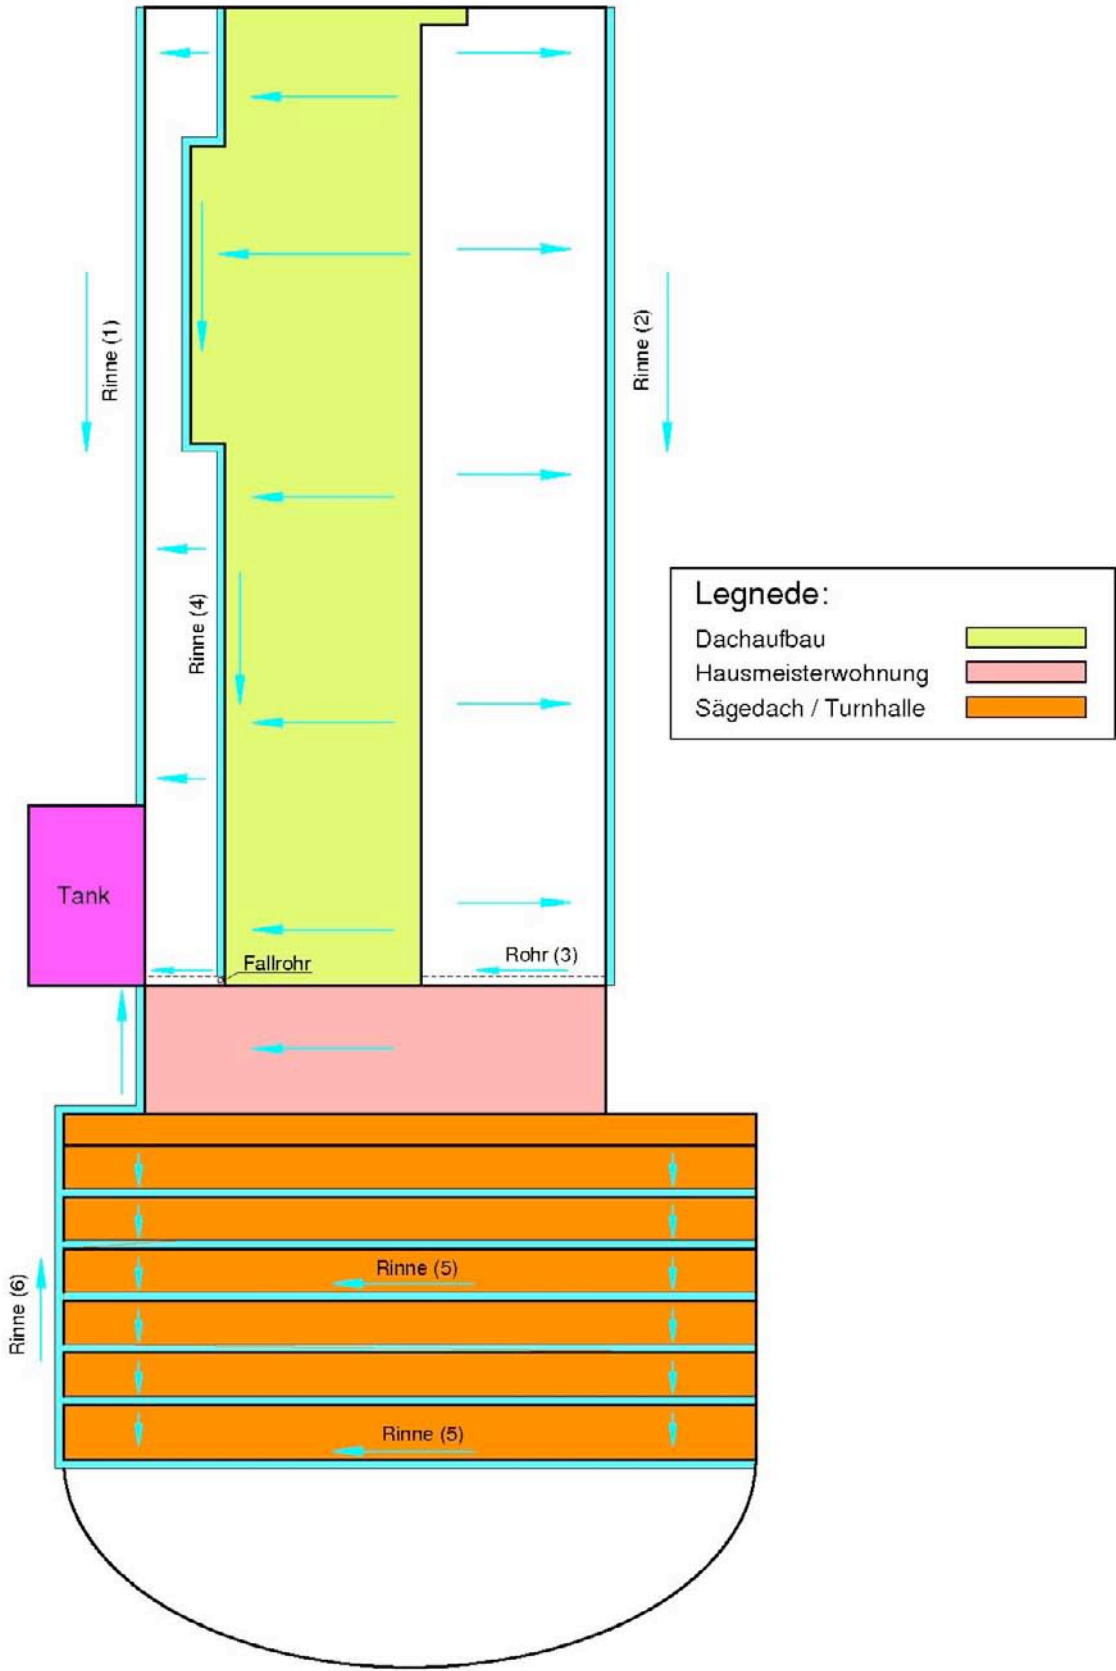 Rinne (1)
Rinne (2)
Rinne (4)
Legnede:
Dachaufbau
Hausmeisterwohnung
Sägedach / Turnhalle
Tank
Fallrohr
Rohr (3)
Rinne (5)
Rinne (6)
Rinne (5)